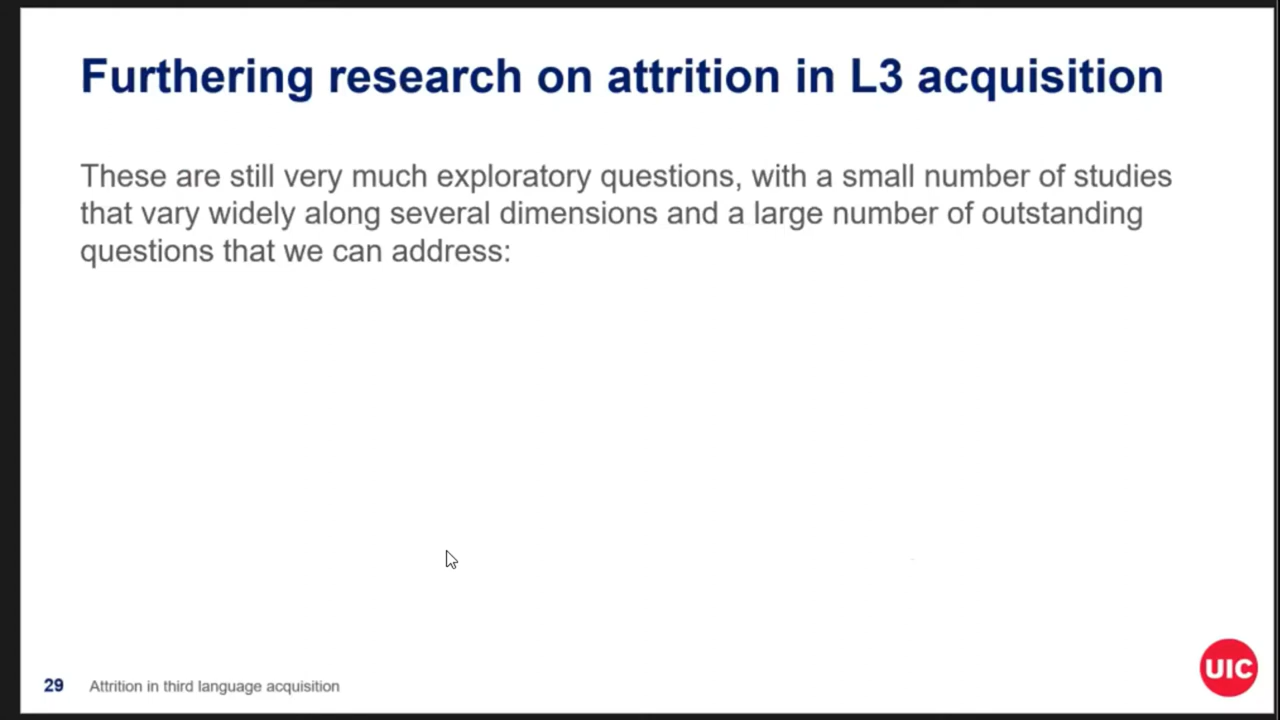 Furthering research on attrition in L3 acquisition
These are still very much exploratory questions, with a small number of studies
that vary widely along several dimensions and a large number of outstanding
questions that we can address:
29 Attrition in third language acquisition
UIC